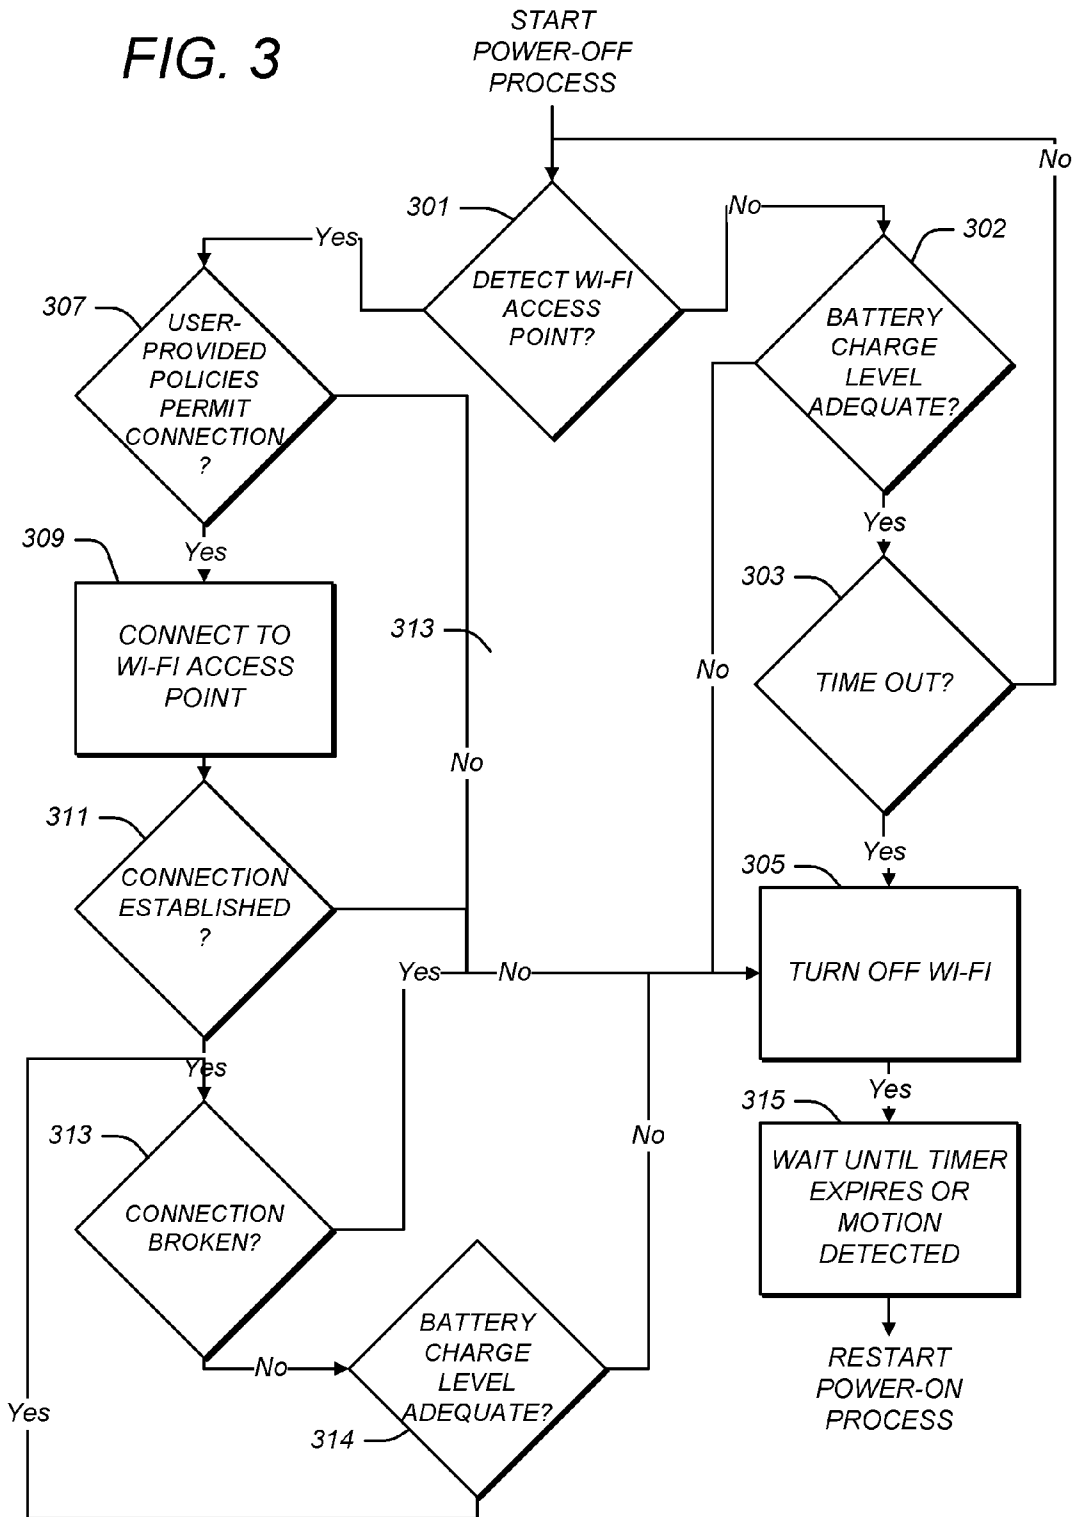 FIG. 3
START
POWER-OFF
PROCESS
No
301
No
302
Yes
DETECT WI-FI
ACCESS
POINT?
307
USER-
PROVIDED
POLICIES
PERMIT
CONNECTION
?
BATTERY
CHARGE
LEVEL
ADEQUATE?
Yes
Yes
309
303
CONNECT TO
WI-FI ACCESS
POINT
313
No
TIME OUT?
No
311
Yes
305
CONNECTION
ESTABLISHED
?
Yes
No
TURN OFF WI-FI
Yes
Yes
315
313
No
WAIT UNTIL TIMER
EXPIRES OR
MOTION
DETECTED
CONNECTION
BROKEN?
BATTERY
CHARGE
LEVEL
ADEQUATE?
No
RESTART
POWER-ON
PROCESS
Yes
314